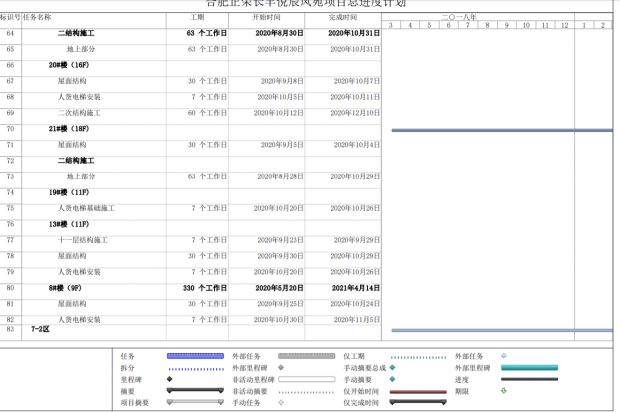 合肥正荣长丰悦辰风苑项目总进度计划
标识号 任务名称 工期 开始时间 完成时间 二〇一八年
3 4 5 6 7 8 9 10 11 12 1 2
64 二结构施工 63 个工作日 2020年8月30日 2020年10月31日
65 地上部分 63 个工作日 2020年8月30日 2020年10月31日
66 20#楼（16F）
67 屋面结构 30 个工作日 2020年9月8日 2020年10月7日
68 人货电梯安装 7 个工作日 2020年10月5日 2020年10月11日
69 二次结构施工 60 个工作日 2020年10月12日 2020年12月10日
70 21#楼（18F）
71 屋面结构 30 个工作日 2020年9月5日 2020年10月4日
72 二结构施工
73 地上部分 63 个工作日 2020年8月28日 2020年10月29日
74 19#楼（11F）
75 人货电梯基础施工 7 个工作日 2020年10月20日 2020年10月26日
76 13#楼（11F）
77 十一层结构施工 7 个工作日 2020年9月23日 2020年9月29日
78 屋面结构 30 个工作日 2020年9月30日 2020年10月29日
79 人货电梯安装 7 个工作日 2020年10月20日 2020年10月26日
80 8#楼（9F） 330 个工作日 2020年5月20日 2021年4月14日
81 屋面结构 30 个工作日 2020年9月25日 2020年10月24日
82 人货电梯安装 7 个工作日 2020年10月30日 2020年11月5日
83 7-2区
任务 外部任务 仅工期 外部任务
拆分 外部里程碑 手动摘要总成 外部里程碑
里程碑 非活动里程碑 手动摘要 进度
摘要 非活动摘要 仅开始时间 期限
项目摘要 手动任务 仅完成时间